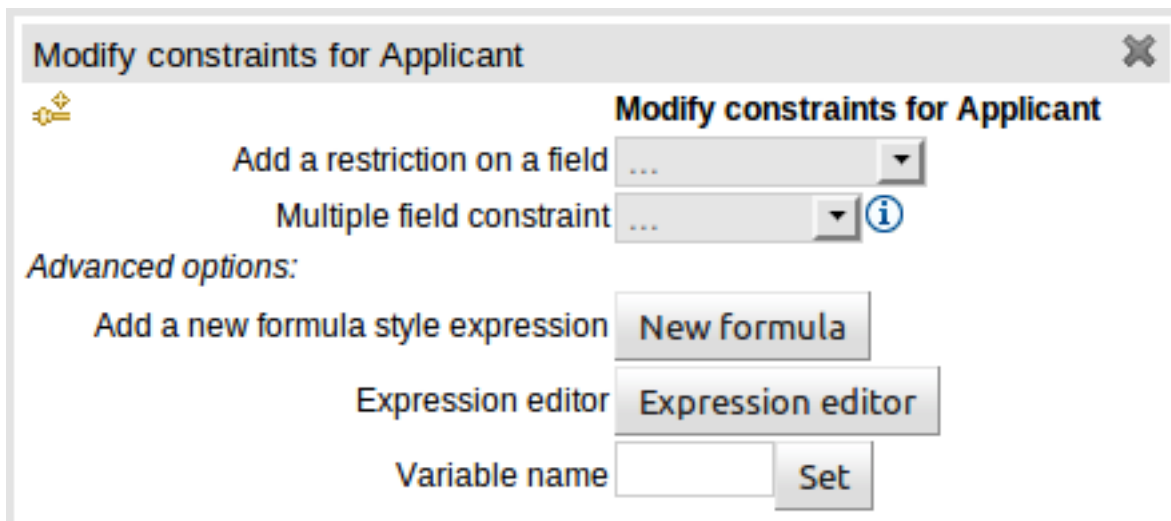 Modify constraints for Applicant
Modify constraints for Applicant
Add a restriction on a field ...
Multiple field constraint ...
Advanced options:
Add a new formula style expression New formula
Expression editor Expression editor
Variable name Set